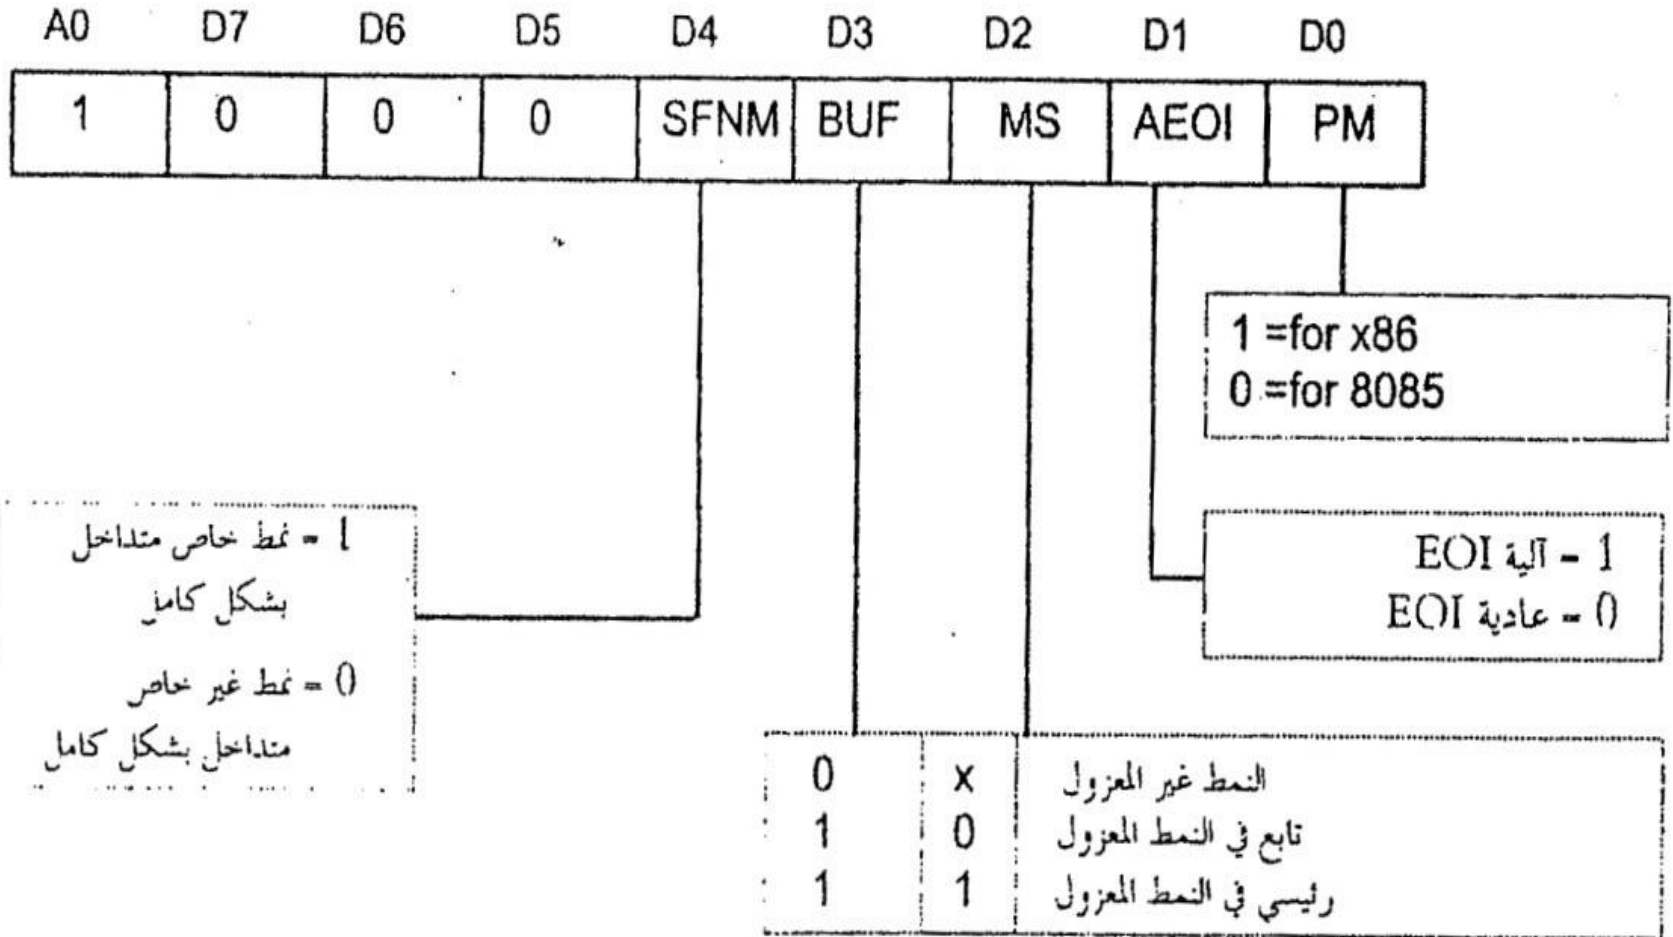 A0 D7 D6 D5 D4 D3 D2 D1 D0
1 0 0 0 SFNM BUF MS AEOI PM
1 =for x86
0 =for 8085
1 = نمط خاص متداخل
بشكل كامل
0 = نمط غير خاص
متداخل بشكل كامل
1 = آلية EOI
0 = عادية EOI
0 x النمط غير المعزول
1 0 تابع في النمط المعزول
1 1 رئيسي في النمط المعزول